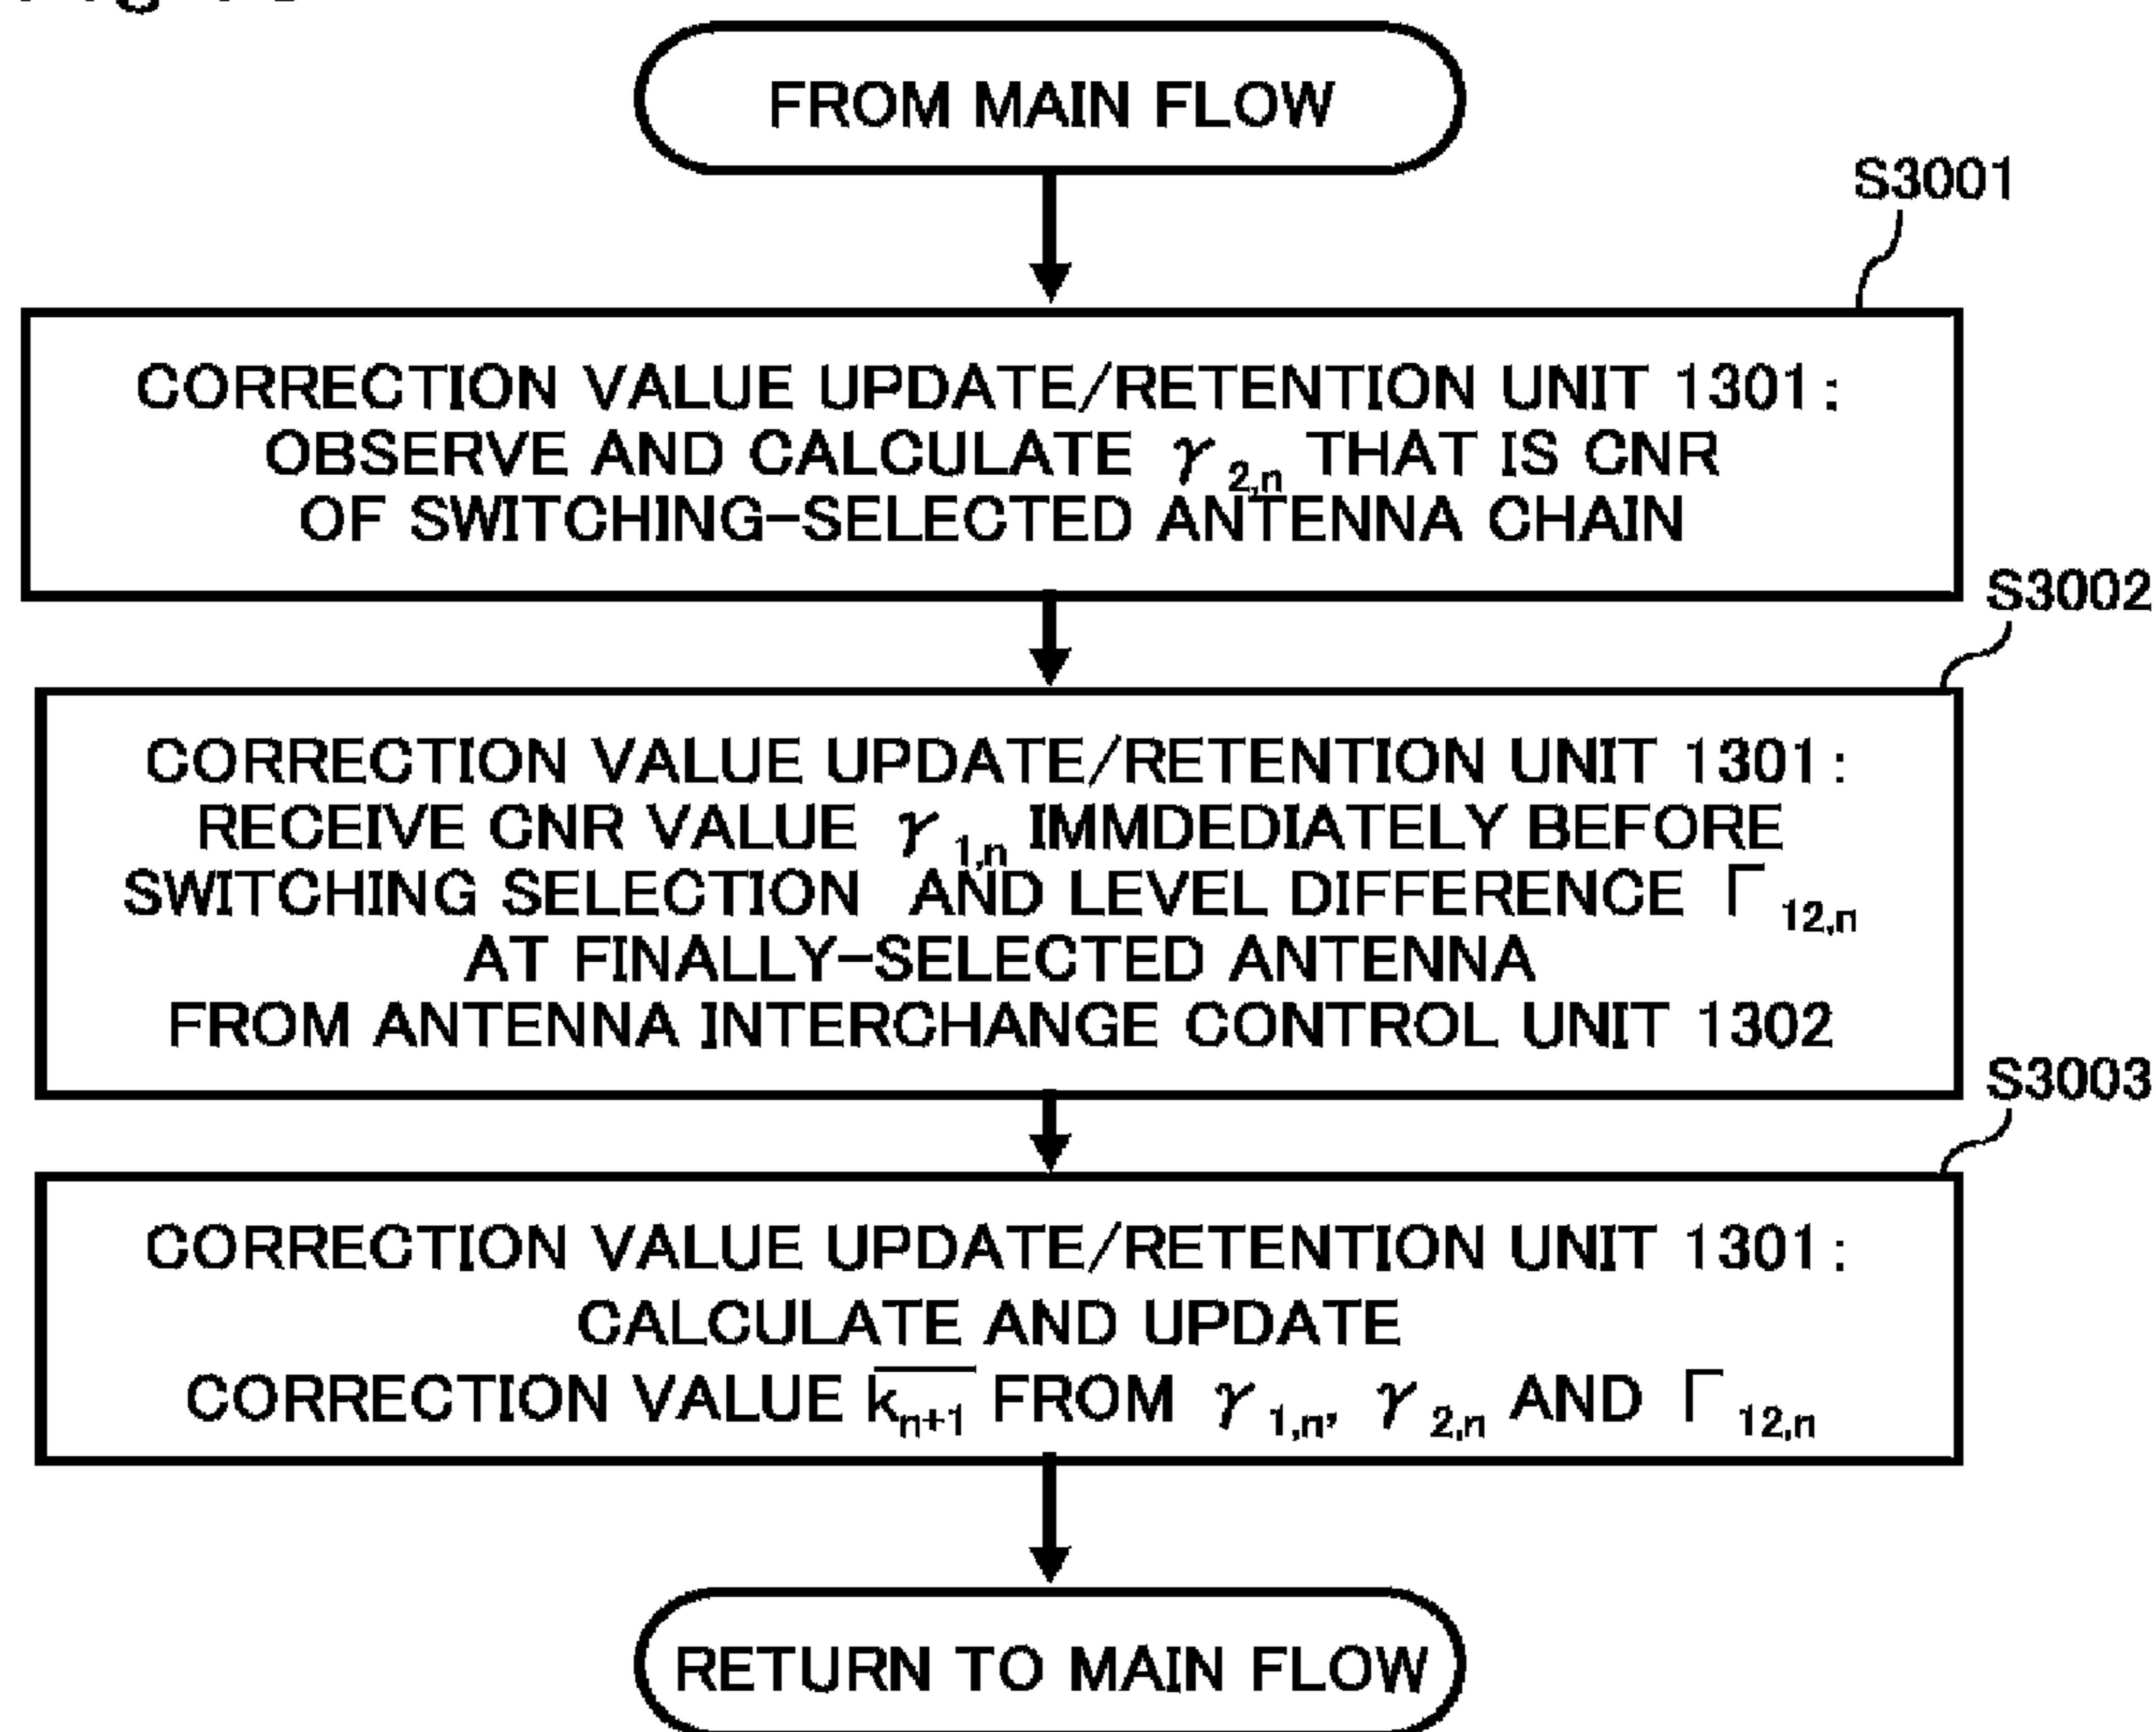 FROM MAIN FLOW
S3001
CORRECTION VALUE UPDATE/RETENTION UNIT 1301:
OBSERVE AND CALCULATE γ2,n THAT IS CNR
OF SWITCHING-SELECTED ANTENNA CHAIN
S3002
CORRECTION VALUE UPDATE/RETENTION UNIT 1301:
RECEIVE CNR VALUE γ1,n IMMDEDIATELY BEFORE
SWITCHING SELECTION AND LEVEL DIFFERENCE Γ12,n
AT FINALLY-SELECTED ANTENNA
FROM ANTENNA INTERCHANGE CONTROL UNIT 1302
S3003
CORRECTION VALUE UPDATE/RETENTION UNIT 1301:
CALCULATE AND UPDATE
CORRECTION VALUE k̅n+1 FROM γ1,n, γ2,n AND Γ12,n
RETURN TO MAIN FLOW